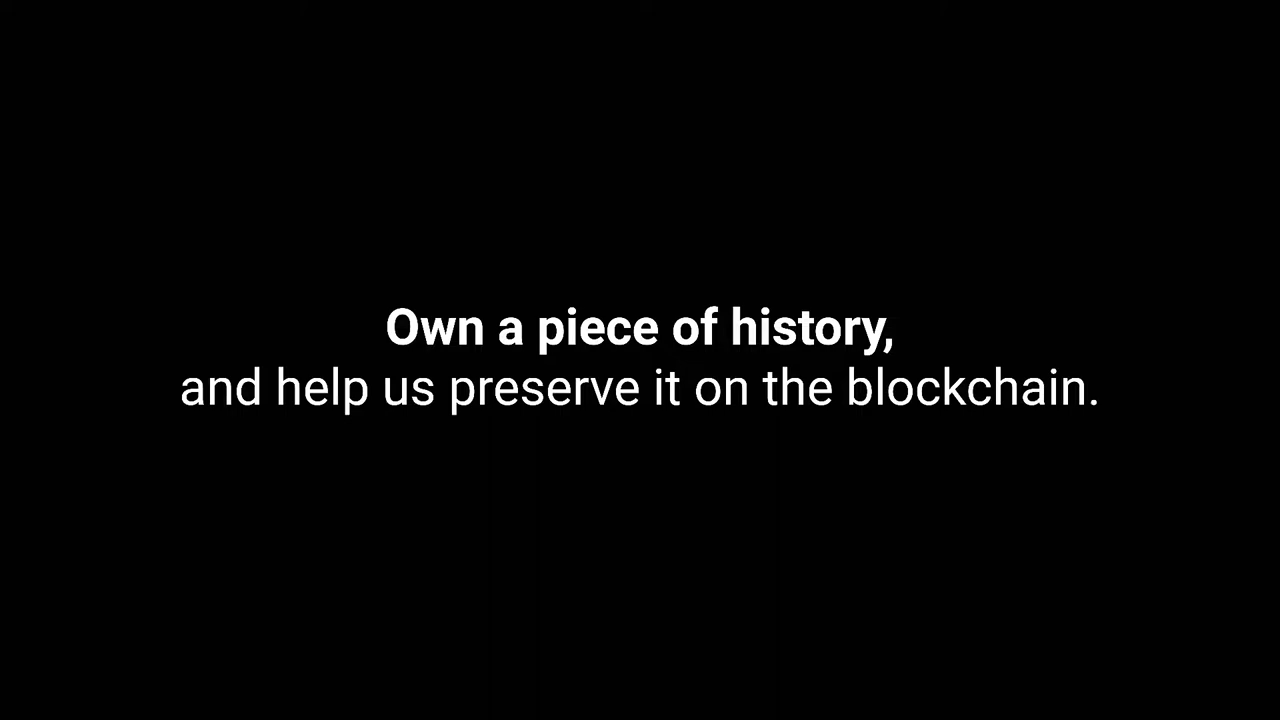 Own a piece of history,
and help us preserve it on the blockchain.